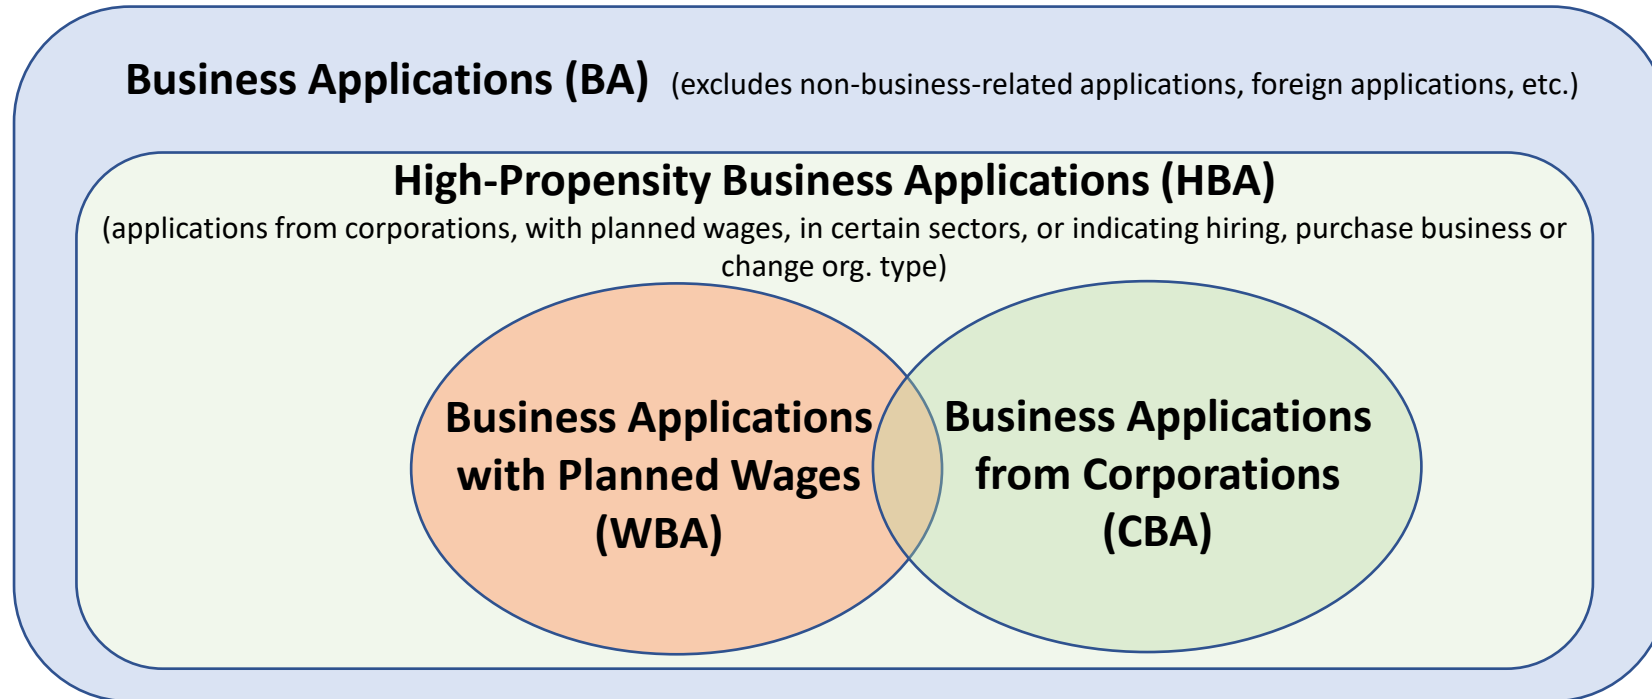 Business Applications (BA) (excludes non-business-related applications, foreign applications, etc.)
High-Propensity Business Applications (HBA)
(applications from corporations, with planned wages, in certain sectors, or indicating hiring, purchase business or
change org. type)
Business Applications
with Planned Wages
(WBA)
Business Applications
from Corporations
(CBA)